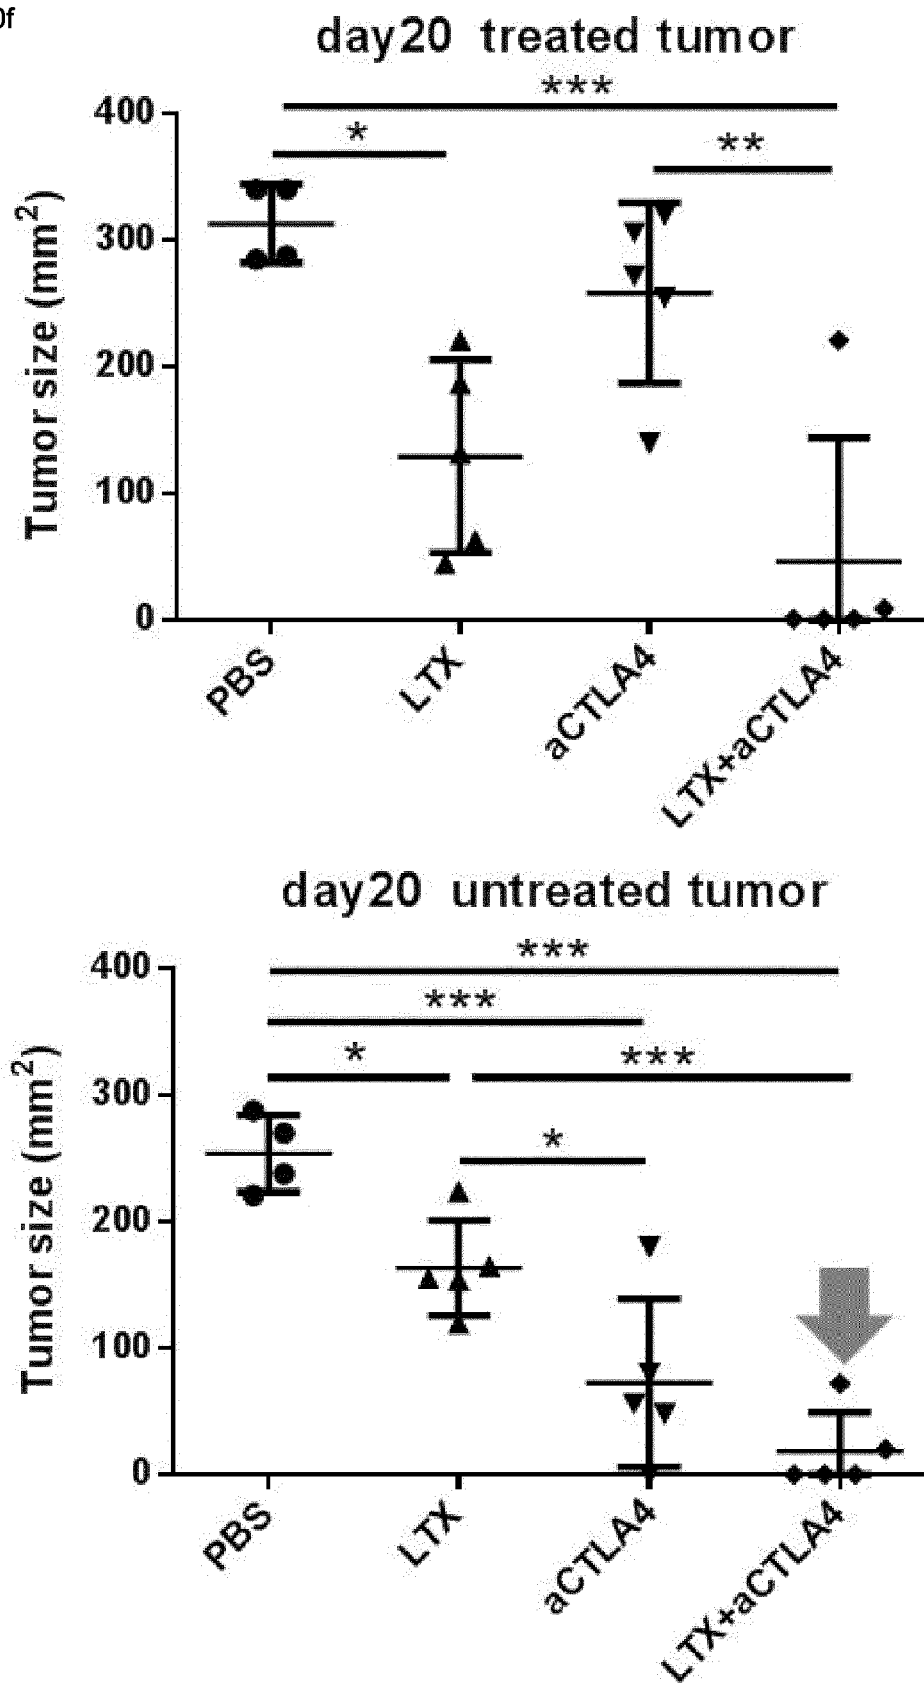 0f
day20 treated tumor
***
*
**
400
300
200
100
0
Tumor size (mm²)
PBS
LTX
aCTLA4
LTX+aCTLA4
day20 untreated tumor
***
***
*
***
*
400
300
200
100
0
Tumor size (mm²)
PBS
LTX
aCTLA4
LTX+aCTLA4